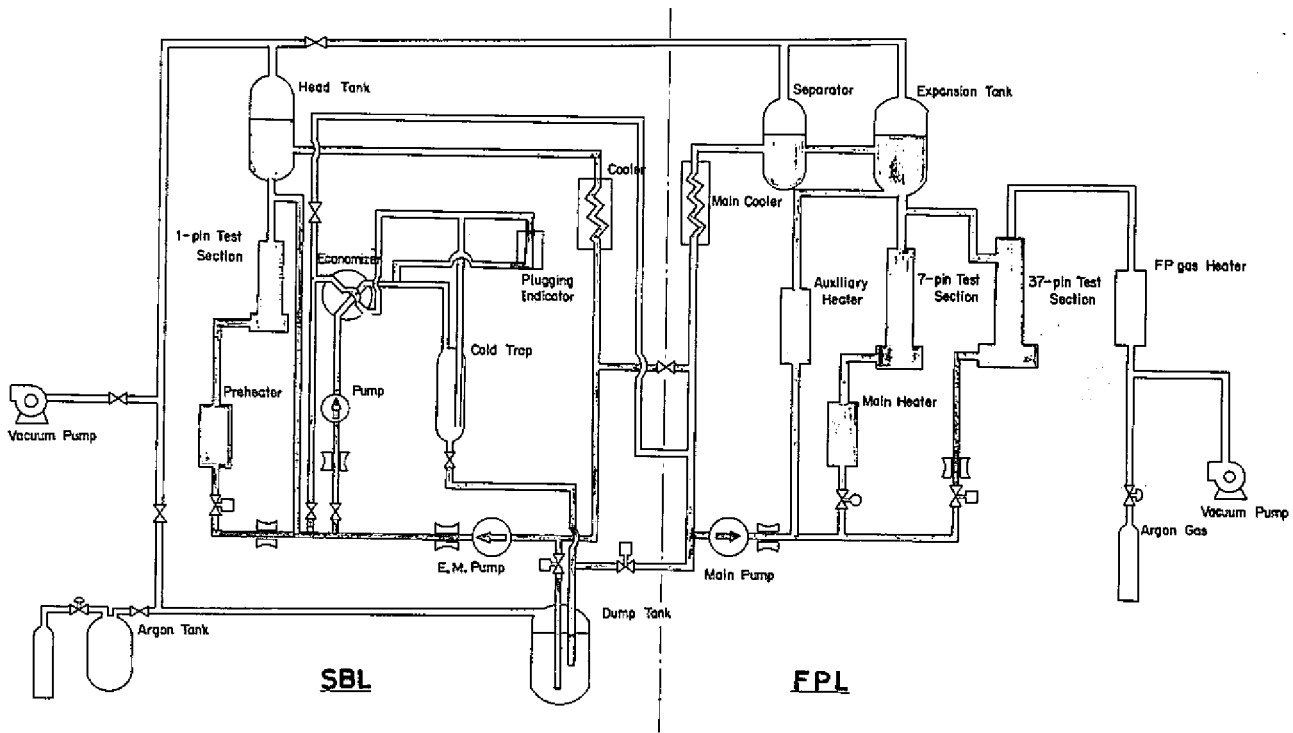 Head Tank
Separator
Expansion Tank
Cooler
Main Cooler
1-pin Test
Section
Economizer
Plugging
Indicator
Auxiliary
Heater
7-pin Test
Section
37-pin Test
Section
FP gas Heater
Cold Trap
Preheater
Pump
Main Heater
Vacuum Pump
Vacuum Pump
E.M. Pump
Main Pump
Argon Gas
Argon Tank
Dump Tank
SBL
FPL